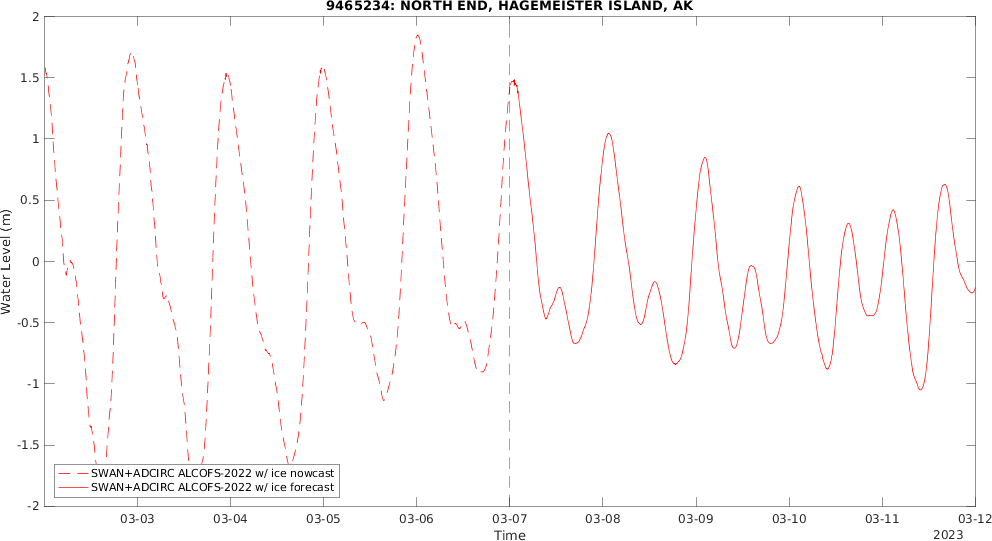 9465234: NORTH END, HAGEMEISTER ISLAND, AK
2
1.5
1
0.5
0
-0.5
-1
-1.5
-2
Water Level (m)
SWAN+ADCIRC ALCOFS-2022 w/ ice nowcast
SWAN+ADCIRC ALCOFS-2022 w/ ice forecast
03-03 03-04 03-05 03-06 03-07 03-08 03-09 03-10 03-11 03-12
Time
2023